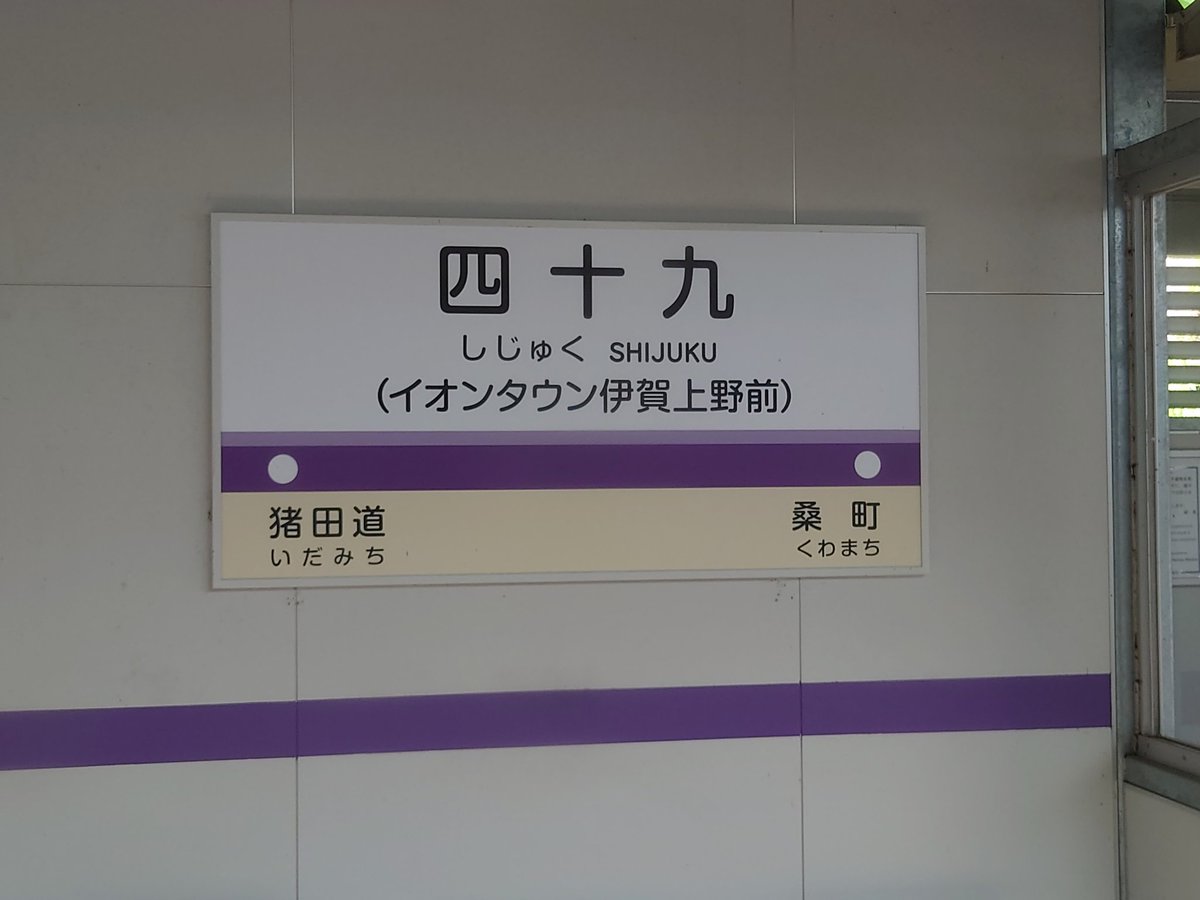 四十九
しじゅく SHIJUKU
（イオンタウン伊賀上野前）
猪田道
いだみち
桑町
くわまち